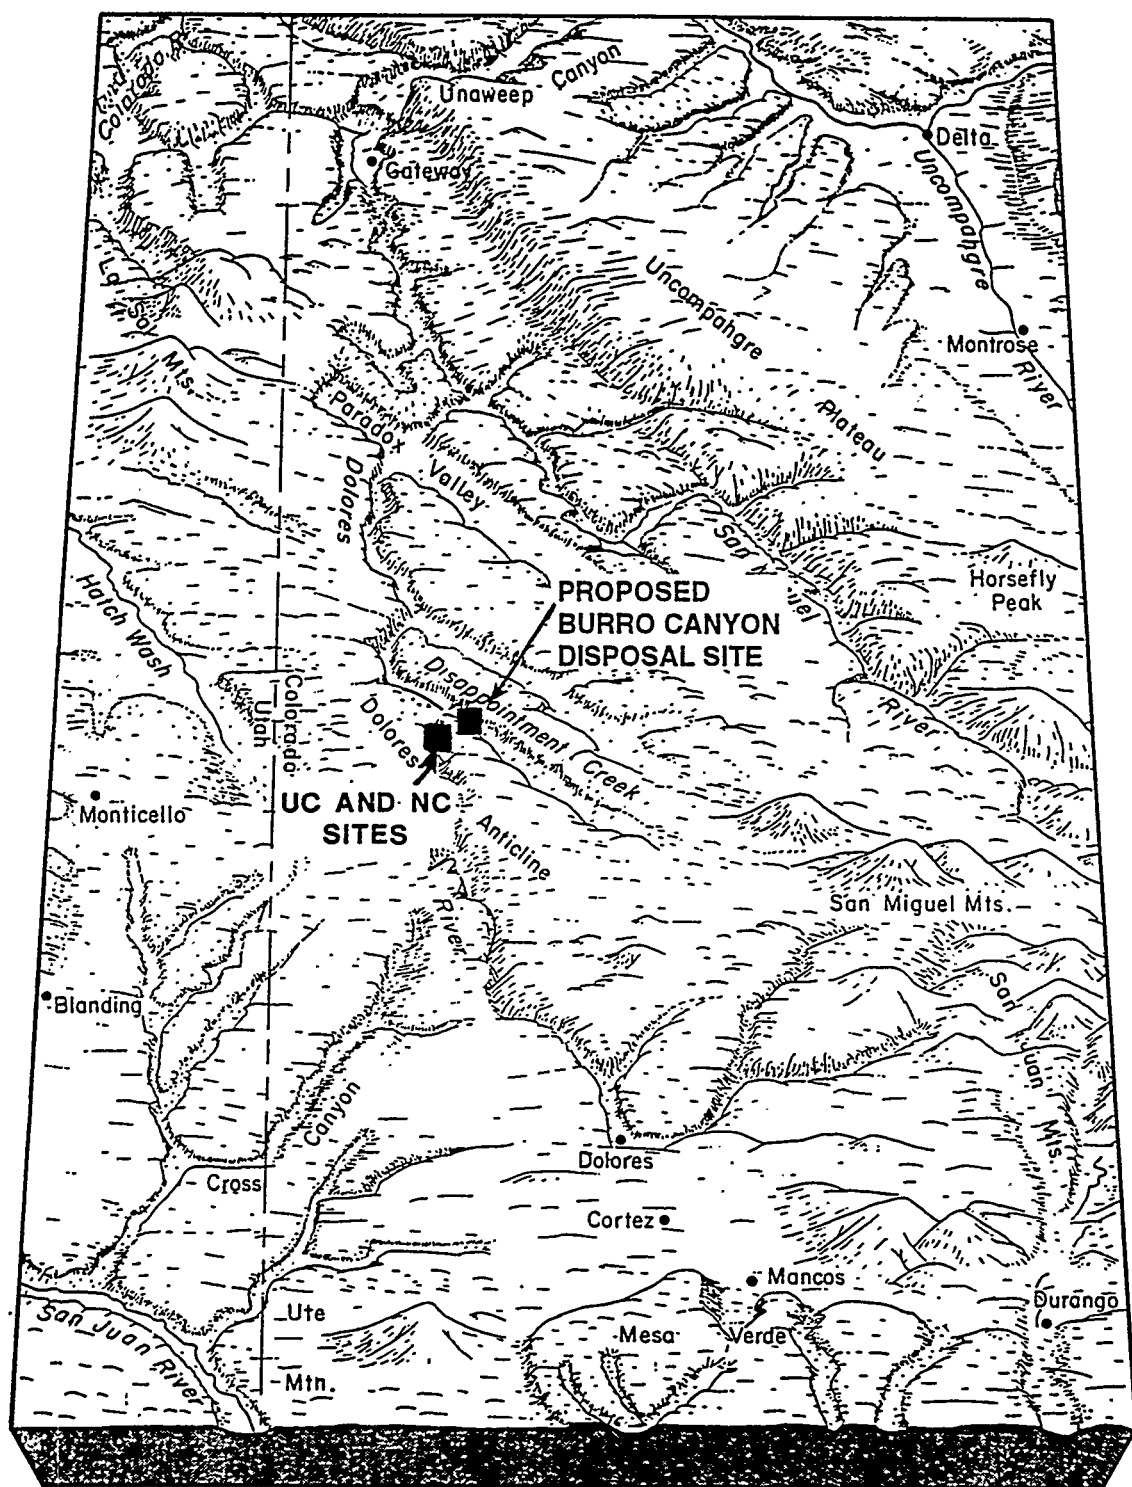 Colorado R.
Unaweep
Canyon
Gateway
Delta
Uncompahgre
River
Montrose
La
Sal
Mts.
Uncompahgre
Plateau
Paradox
Valley
Dolores
San
River
Horsefly
Peak
Hatch Wash
PROPOSED
BURRO CANYON
DISPOSAL SITE
Disappointment
Creek
Colorado
Utah
Dolores
Anticline
UC AND NC
SITES
Monticello
River
San Miguel Mts.
Blanding
San
Juan
Mts.
Canyon
Cross
Dolores
Cortez
Mancos
Durango
Ute
Mtn.
Mesa
Verde
San Juan River